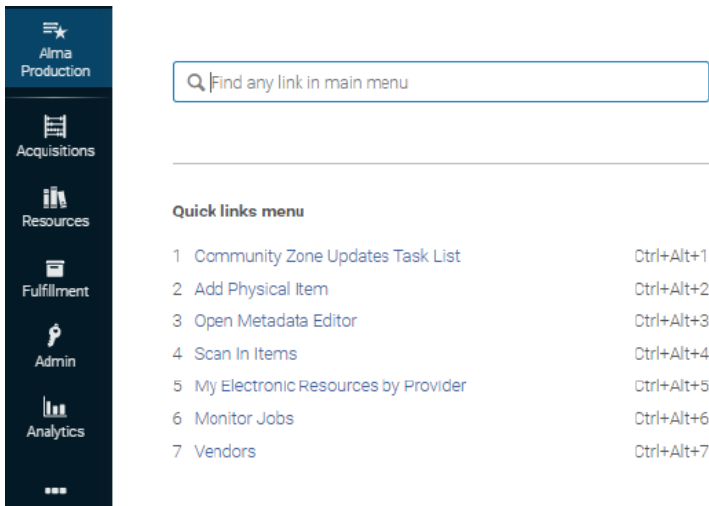 Alma
Production
Acquisitions
Resources
Fulfillment
Admin
Analytics
Find any link in main menu
Quick links menu
1 Community Zone Updates Task List Ctrl+Alt+1
2 Add Physical Item Ctrl+Alt+2
3 Open Metadata Editor Ctrl+Alt+3
4 Scan In Items Ctrl+Alt+4
5 My Electronic Resources by Provider Ctrl+Alt+5
6 Monitor Jobs Ctrl+Alt+6
7 Vendors Ctrl+Alt+7